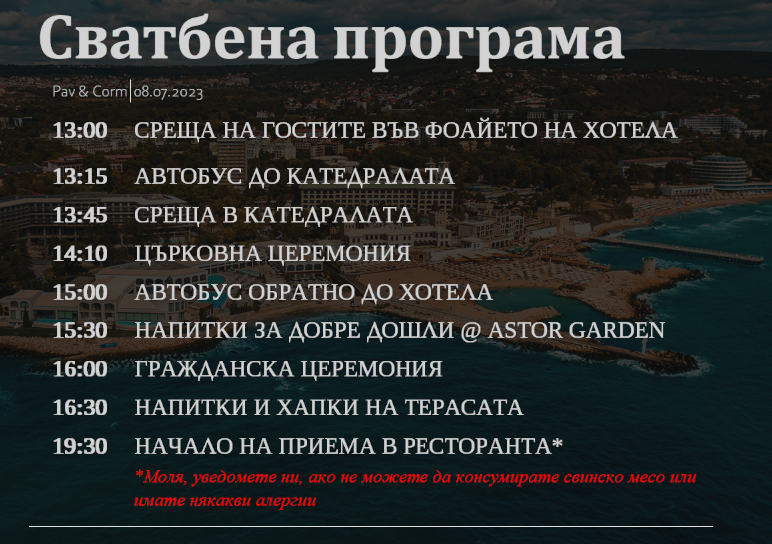 Сватбена програма
Pav & Corm|08.07.2023
13:00 СРЕЩА НА ГОСТИТЕ ВЪВ ФОАЙЕТО НА ХОТЕЛА
13:15 АВТОБУС ДО КАТЕДРАЛАТА
13:45 СРЕЩА В КАТЕДРАЛАТА
14:10 ЦЪРКОВНА ЦЕРЕМОНИЯ
15:00 АВТОБУС ОБРАТНО ДО ХОТЕЛА
15:30 НАПИТКИ ЗА ДОБРЕ ДОШЛИ @ ASTOR GARDEN
16:00 ГРАЖДАНСКА ЦЕРЕМОНИЯ
16:30 НАПИТКИ И ХАПКИ НА ТЕРАСАТА
19:30 НАЧАЛО НА ПРИЕМА В РЕСТОРАНТА*
*Моля, уведомете ни, ако не можете да консумирате свинско месо или
имате някакви алергии